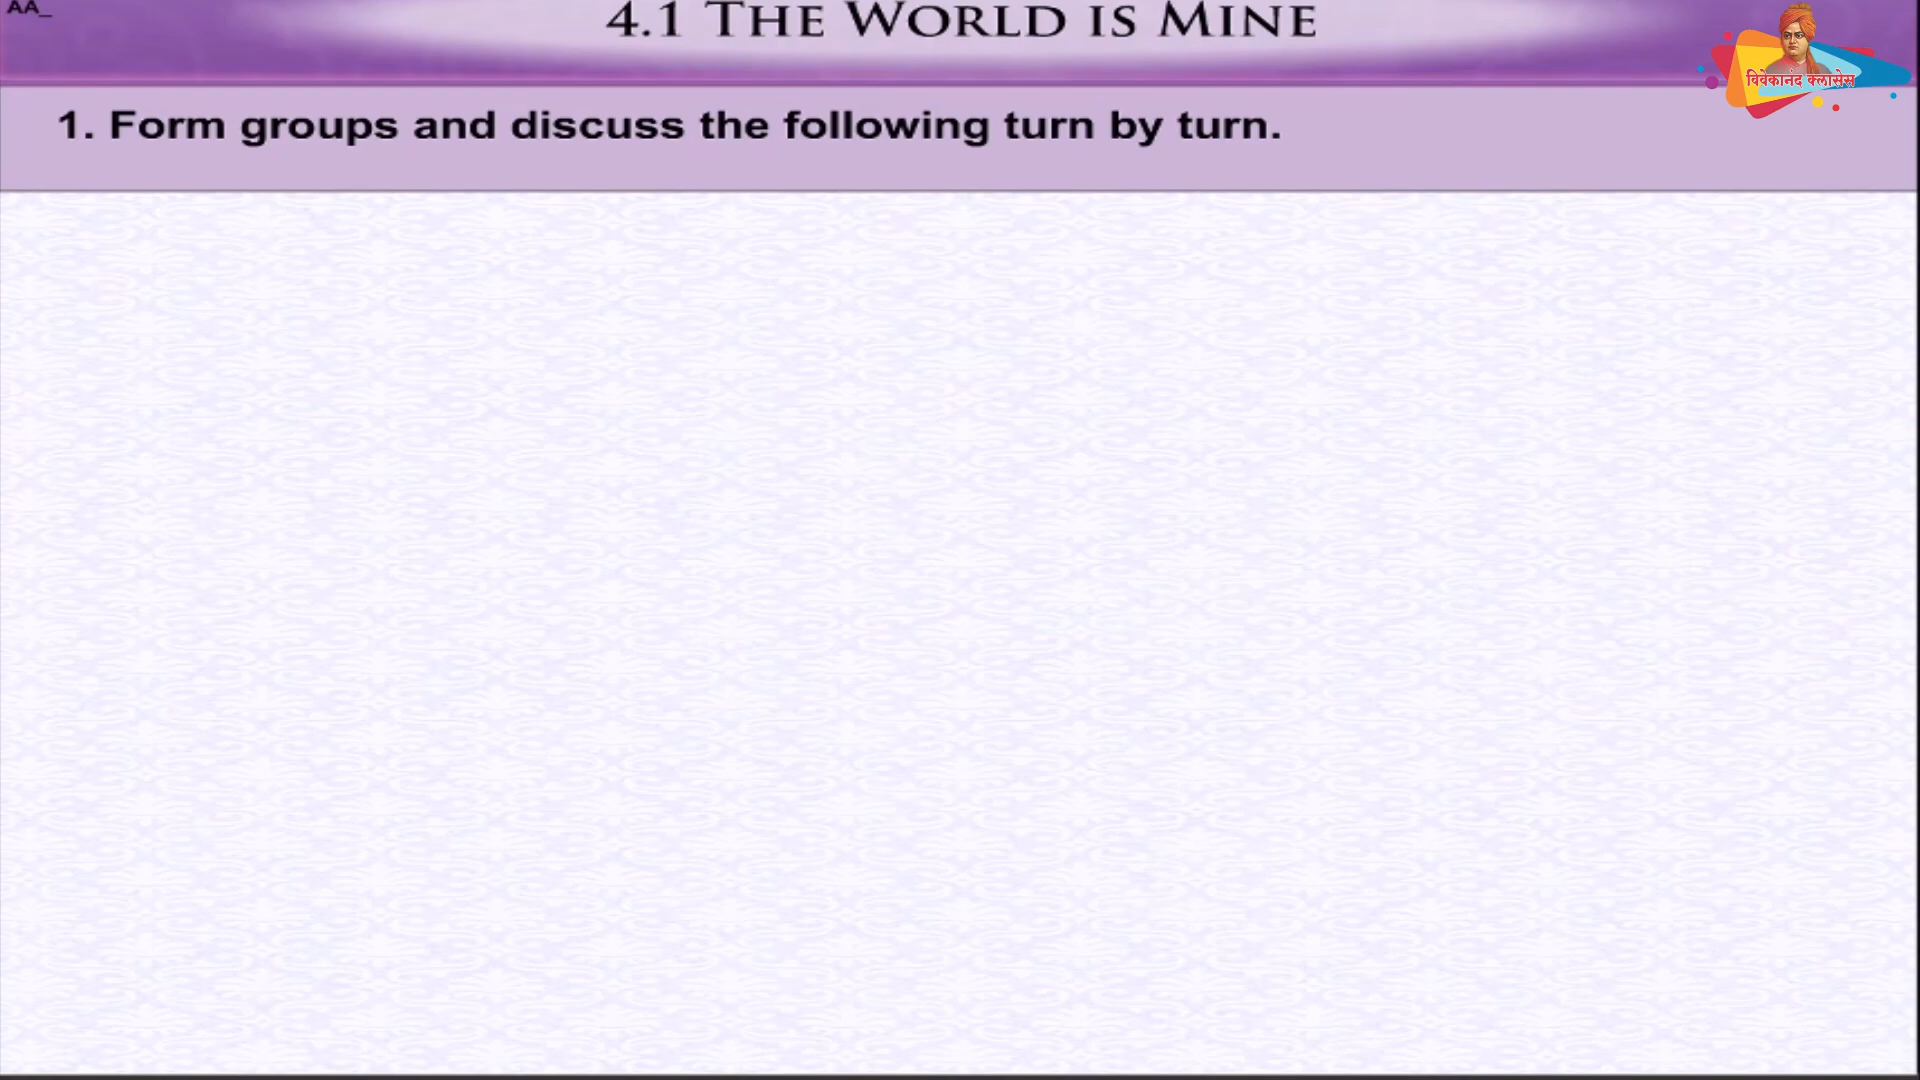 AA_
4.1 THE WORLD IS MINE
विवेकानंद क्लासेस
1. Form groups and discuss the following turn by turn.